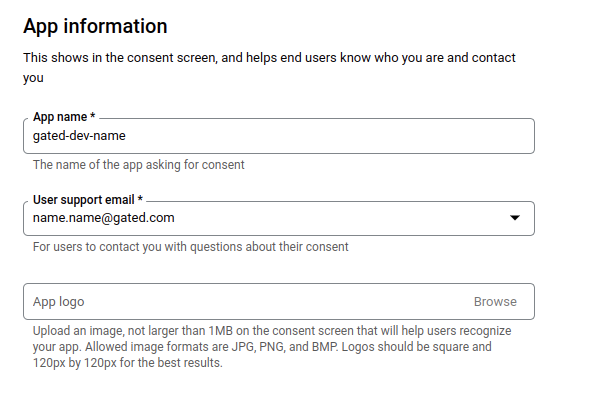 App information
This shows in the consent screen, and helps end users know who you are and contact
you
App name *
gated-dev-name
The name of the app asking for consent
User support email *
name.name@gated.com
For users to contact you with questions about their consent
App logo Browse
Upload an image, not larger than 1MB on the consent screen that will help users recognize
your app. Allowed image formats are JPG, PNG, and BMP. Logos should be square and
120px by 120px for the best results.